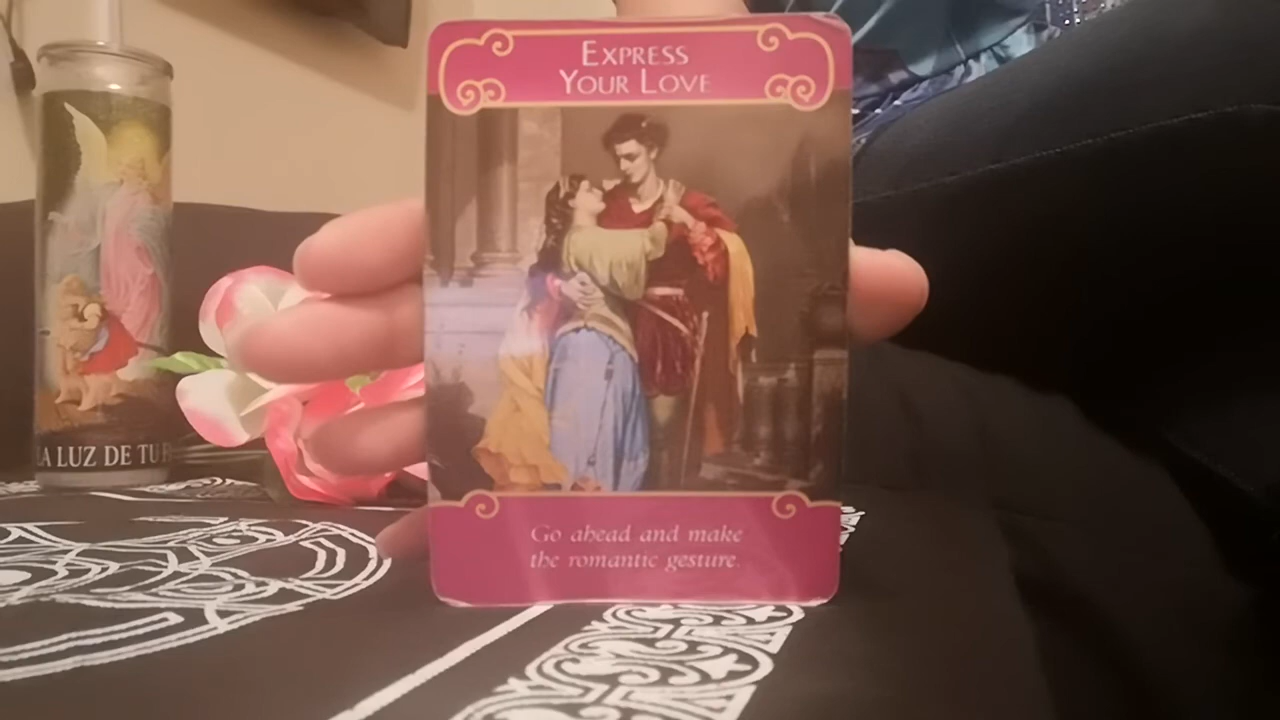 EXPRESS
YOUR LOVE
LUZ DE TU
Go ahead and make
the romantic gesture.